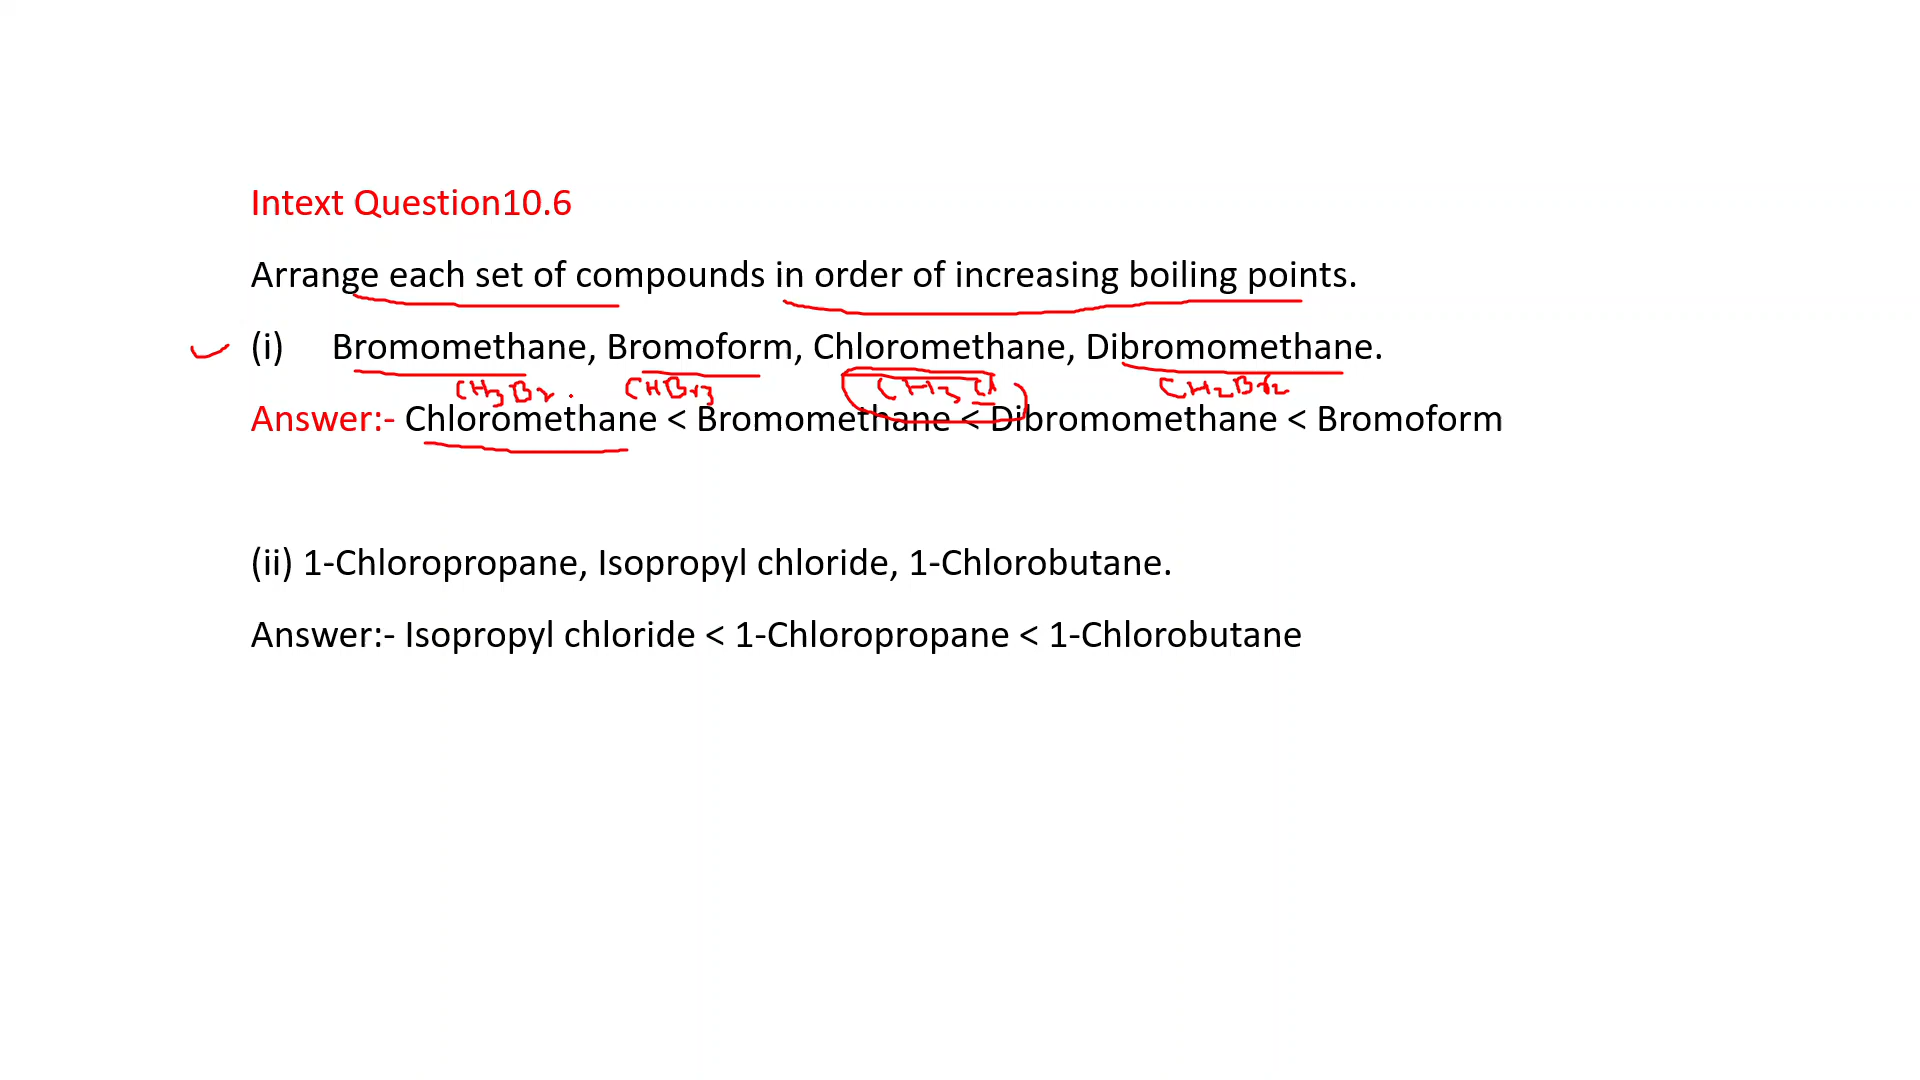 Intext Question10.6
Arrange each set of compounds in order of increasing boiling points.
(i) Bromomethane, Bromoform, Chloromethane, Dibromomethane.
CH3Br. CHBr3 CH3Cl CH2Br2
Answer:- Chloromethane < Bromomethane < Dibromomethane < Bromoform
(ii) 1-Chloropropane, Isopropyl chloride, 1-Chlorobutane.
Answer:- Isopropyl chloride < 1-Chloropropane < 1-Chlorobutane